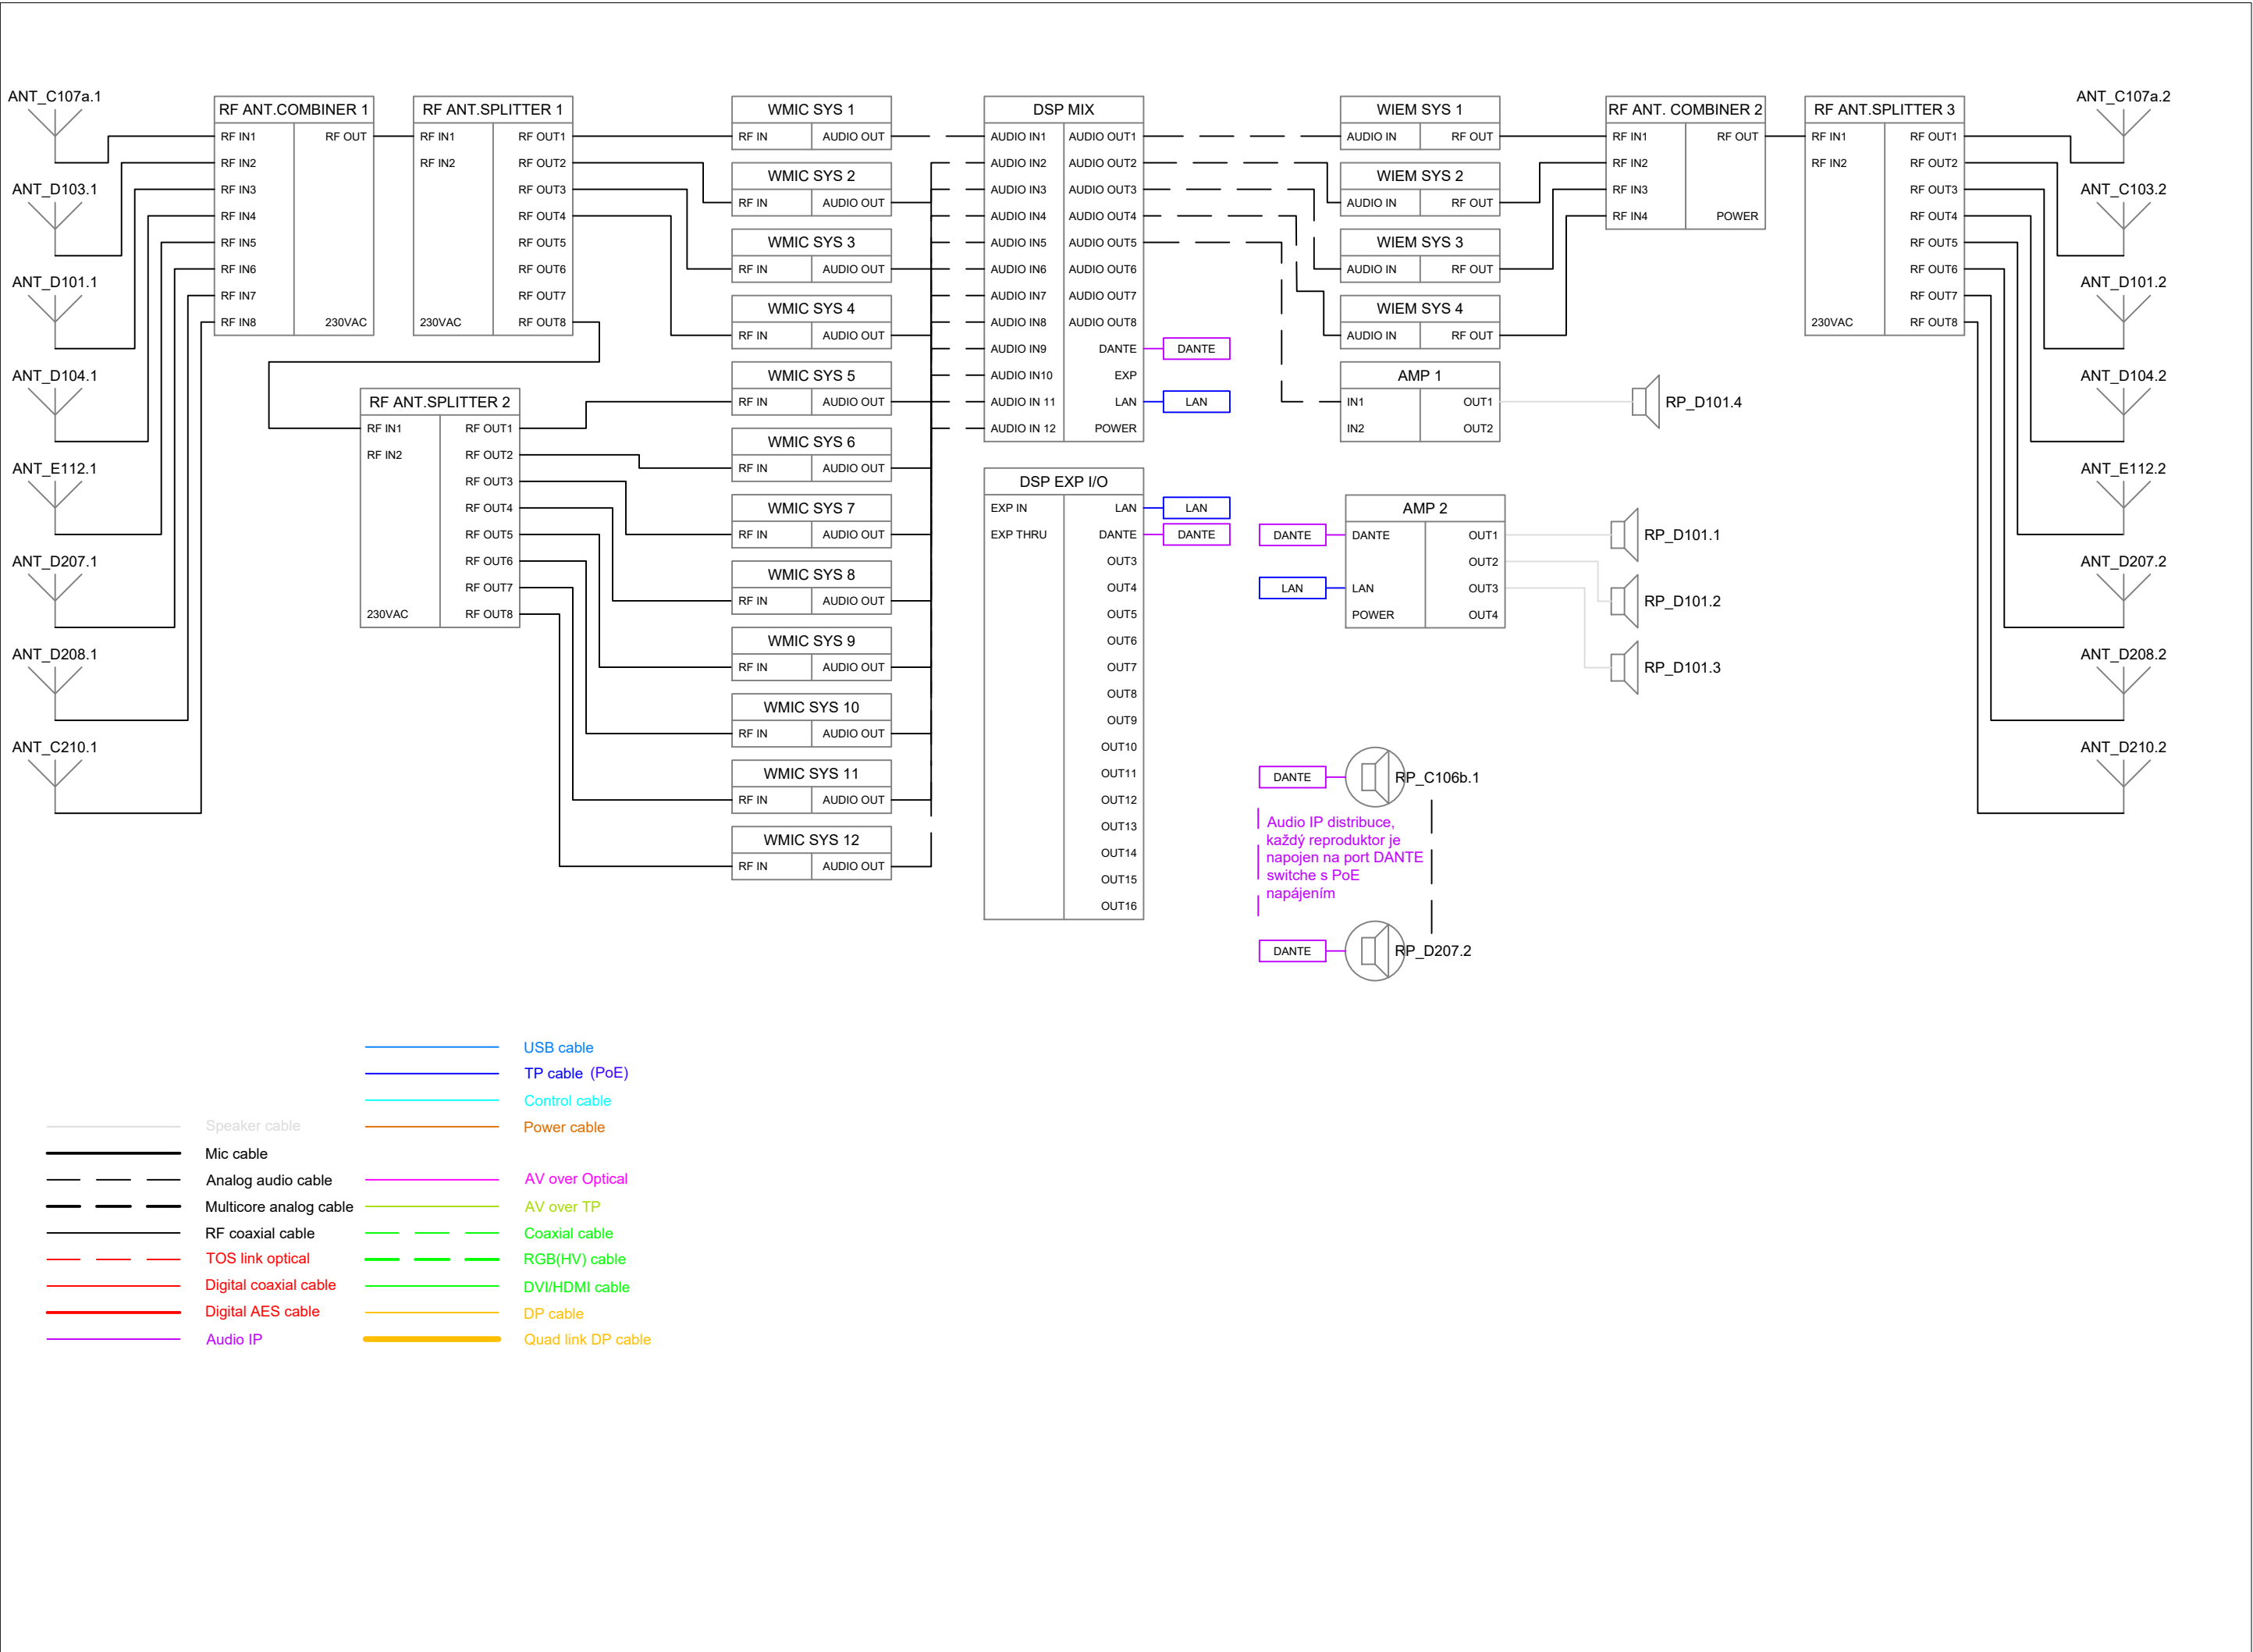 ANT_C107a.1
ANT_D103.1
ANT_D101.1
ANT_D104.1
ANT_E112.1
ANT_D207.1
ANT_D208.1
ANT_C210.1
RF ANT.COMBINER 1
RF IN1 RF OUT
RF IN2
RF IN3
RF IN4
RF IN5
RF IN6
RF IN7
RF IN8 230VAC
RF ANT.SPLITTER 1
RF IN1 RF OUT1
RF IN2 RF OUT2
RF OUT3
RF OUT4
RF OUT5
RF OUT6
RF OUT7
230VAC RF OUT8
RF ANT.SPLITTER 2
RF IN1 RF OUT1
RF IN2 RF OUT2
RF OUT3
RF OUT4
RF OUT5
RF OUT6
RF OUT7
230VAC RF OUT8
WMIC SYS 1
RF IN AUDIO OUT
WMIC SYS 2
RF IN AUDIO OUT
WMIC SYS 3
RF IN AUDIO OUT
WMIC SYS 4
RF IN AUDIO OUT
WMIC SYS 5
RF IN AUDIO OUT
WMIC SYS 6
RF IN AUDIO OUT
WMIC SYS 7
RF IN AUDIO OUT
WMIC SYS 8
RF IN AUDIO OUT
WMIC SYS 9
RF IN AUDIO OUT
WMIC SYS 10
RF IN AUDIO OUT
WMIC SYS 11
RF IN AUDIO OUT
WMIC SYS 12
RF IN AUDIO OUT
DSP MIX
AUDIO IN1 AUDIO OUT1
AUDIO IN2 AUDIO OUT2
AUDIO IN3 AUDIO OUT3
AUDIO IN4 AUDIO OUT4
AUDIO IN5 AUDIO OUT5
AUDIO IN6 AUDIO OUT6
AUDIO IN7 AUDIO OUT7
AUDIO IN8 AUDIO OUT8
AUDIO IN9 DANTE DANTE
AUDIO IN10 EXP
AUDIO IN 11 LAN LAN
AUDIO IN 12 POWER
DSP EXP I/O
EXP IN LAN LAN
EXP THRU DANTE DANTE
OUT3
OUT4
OUT5
OUT6
OUT7
OUT8
OUT9
OUT10
OUT11
OUT12
OUT13
OUT14
OUT15
OUT16
WIEM SYS 1
AUDIO IN RF OUT
WIEM SYS 2
AUDIO IN RF OUT
WIEM SYS 3
AUDIO IN RF OUT
WIEM SYS 4
AUDIO IN RF OUT
AMP 1
IN1 OUT1 RP_D101.4
IN2 OUT2
AMP 2
DANTE DANTE OUT1 RP_D101.1
OUT2
LAN LAN OUT3 RP_D101.2
POWER OUT4
RP_D101.3
DANTE RP_C106b.1
Audio IP distribuce,
každý reproduktor je
napojen na port DANTE
switche s PoE
napájením
DANTE RP_D207.2
RF ANT. COMBINER 2
RF IN1 RF OUT
RF IN2
RF IN3
RF IN4 POWER
RF ANT.SPLITTER 3
RF IN1 RF OUT1
RF IN2 RF OUT2
RF OUT3
RF OUT4
RF OUT5
RF OUT6
RF OUT7
230VAC RF OUT8
ANT_C107a.2
ANT_C103.2
ANT_D101.2
ANT_D104.2
ANT_E112.2
ANT_D207.2
ANT_D208.2
ANT_D210.2
Speaker cable
Mic cable
Analog audio cable
Multicore analog cable
RF coaxial cable
TOS link optical
Digital coaxial cable
Digital AES cable
Audio IP
USB cable
TP cable (PoE)
Control cable
Power cable
AV over Optical
AV over TP
Coaxial cable
RGB(HV) cable
DVI/HDMI cable
DP cable
Quad link DP cable